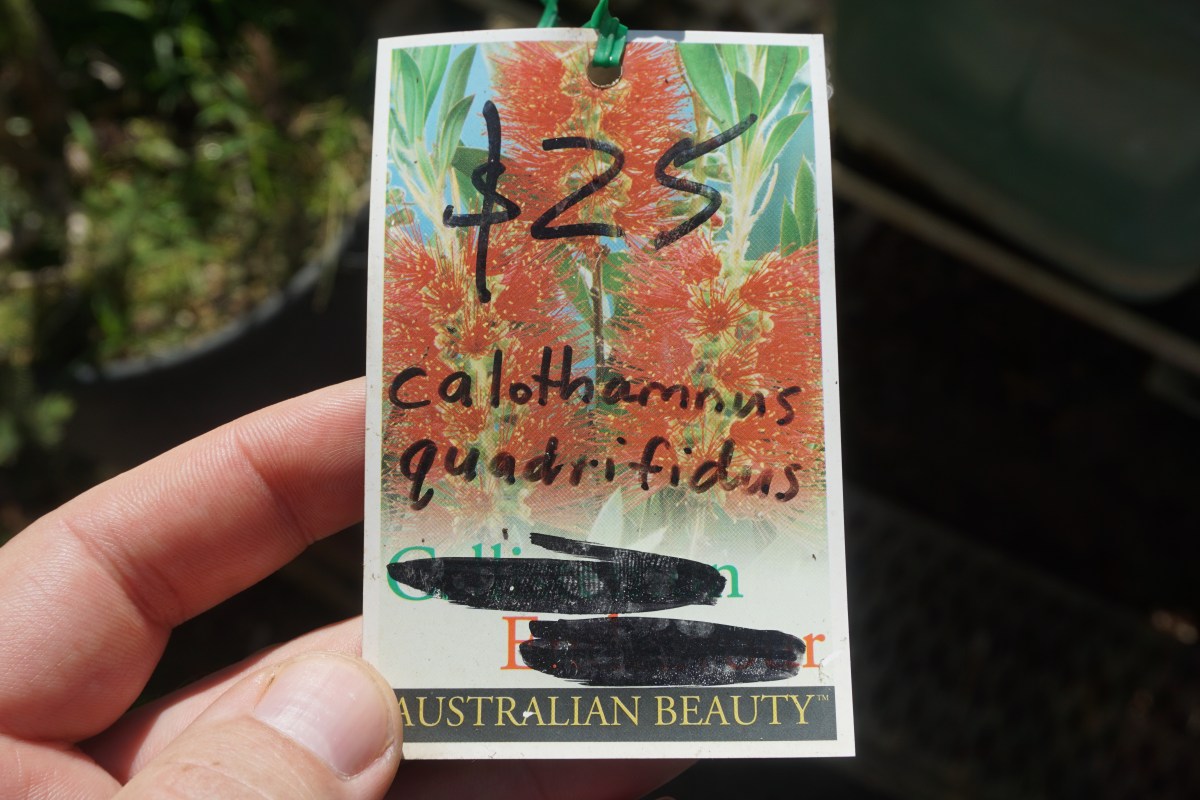 $25
calothamnus
quadrifidus
AUSTRALIAN BEAUTY™